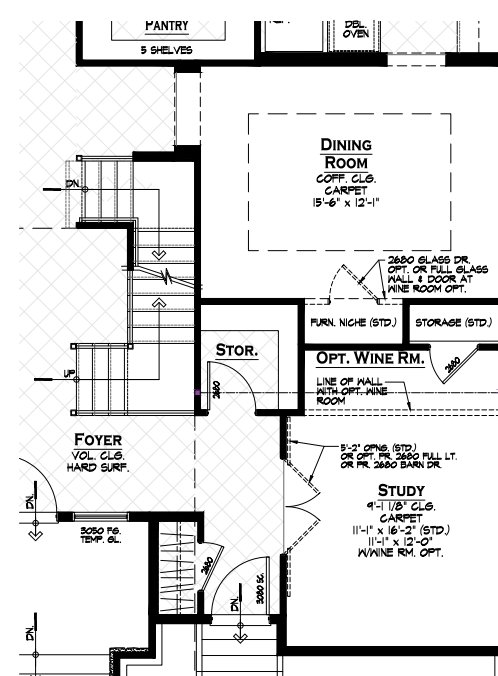 PANTRY
5 SHELVES
DBL.
OVEN
DINING
ROOM
COFF. CLG.
CARPET
15'-6" x 12'-1"
DN.
2680 GLASS DR.
OPT. OR FULL GLASS
WALL & DOOR AT
WINE ROOM OPT.
FURN. NICHE (STD.)
STORAGE (STD.)
STOR.
2680
OPT. WINE RM.
2680
LINE OF WALL
WITH OPT. WINE
ROOM
UP
FOYER
VOL. CLG.
HARD SURF.
5'-2" OPNG. (STD.)
OR OPT. PR. 2680 FULL LT.
OR PR. 2680 BARN DR.
STUDY
9'-1 1/8" CLG.
CARPET
11'-1" x 16'-2" (STD.)
11'-1" x 12'-0"
W/WINE RM. OPT.
DN.
3050 FG.
TEMP. GL.
2680
3080 SC.
DN.
DN.